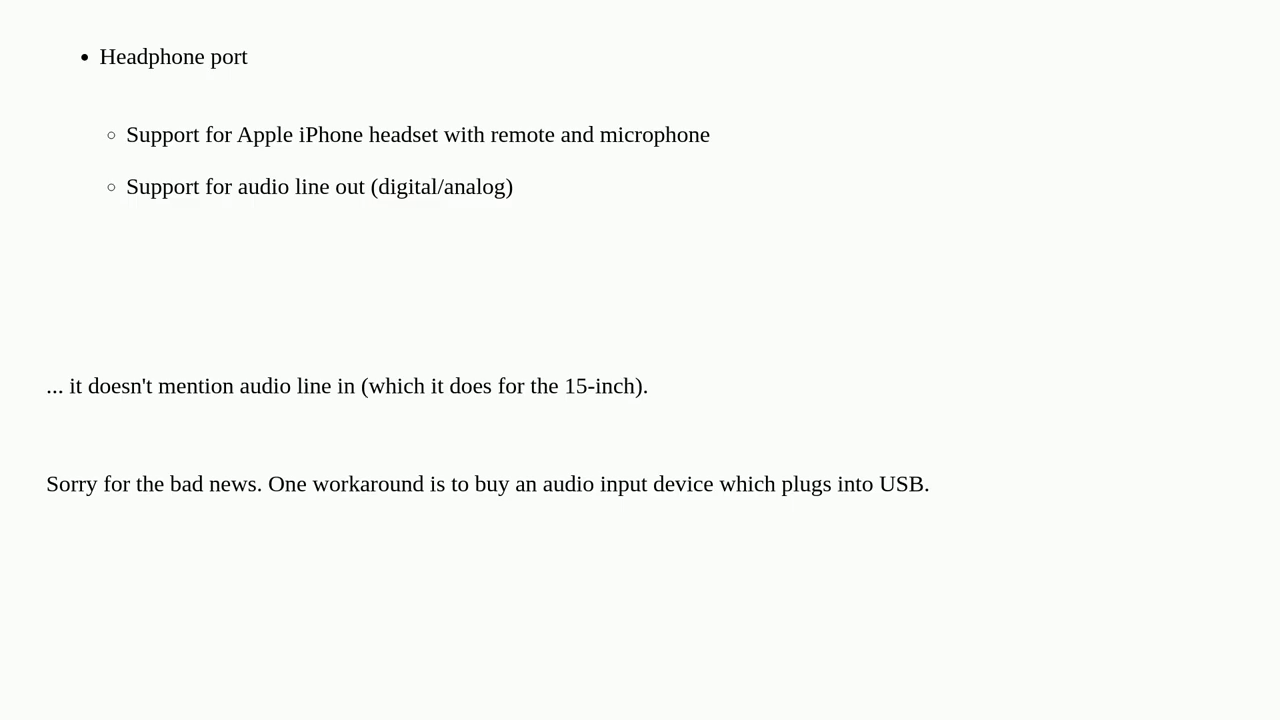 • Headphone port
◦ Support for Apple iPhone headset with remote and microphone
◦ Support for audio line out (digital/analog)
... it doesn't mention audio line in (which it does for the 15-inch).
Sorry for the bad news. One workaround is to buy an audio input device which plugs into USB.